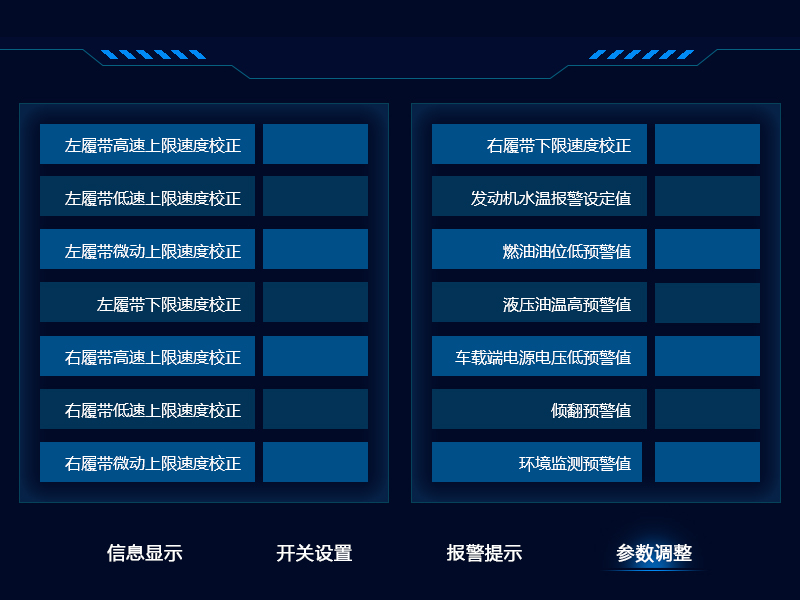 左履带高速上限速度校正
左履带低速上限速度校正
左履带微动上限速度校正
左履带下限速度校正
右履带高速上限速度校正
右履带低速上限速度校正
右履带微动上限速度校正
右履带下限速度校正
发动机水温报警设定值
燃油油位低预警值
液压油温高预警值
车载端电源电压低预警值
倾翻预警值
环境监测预警值
信息显示
开关设置
报警提示
参数调整